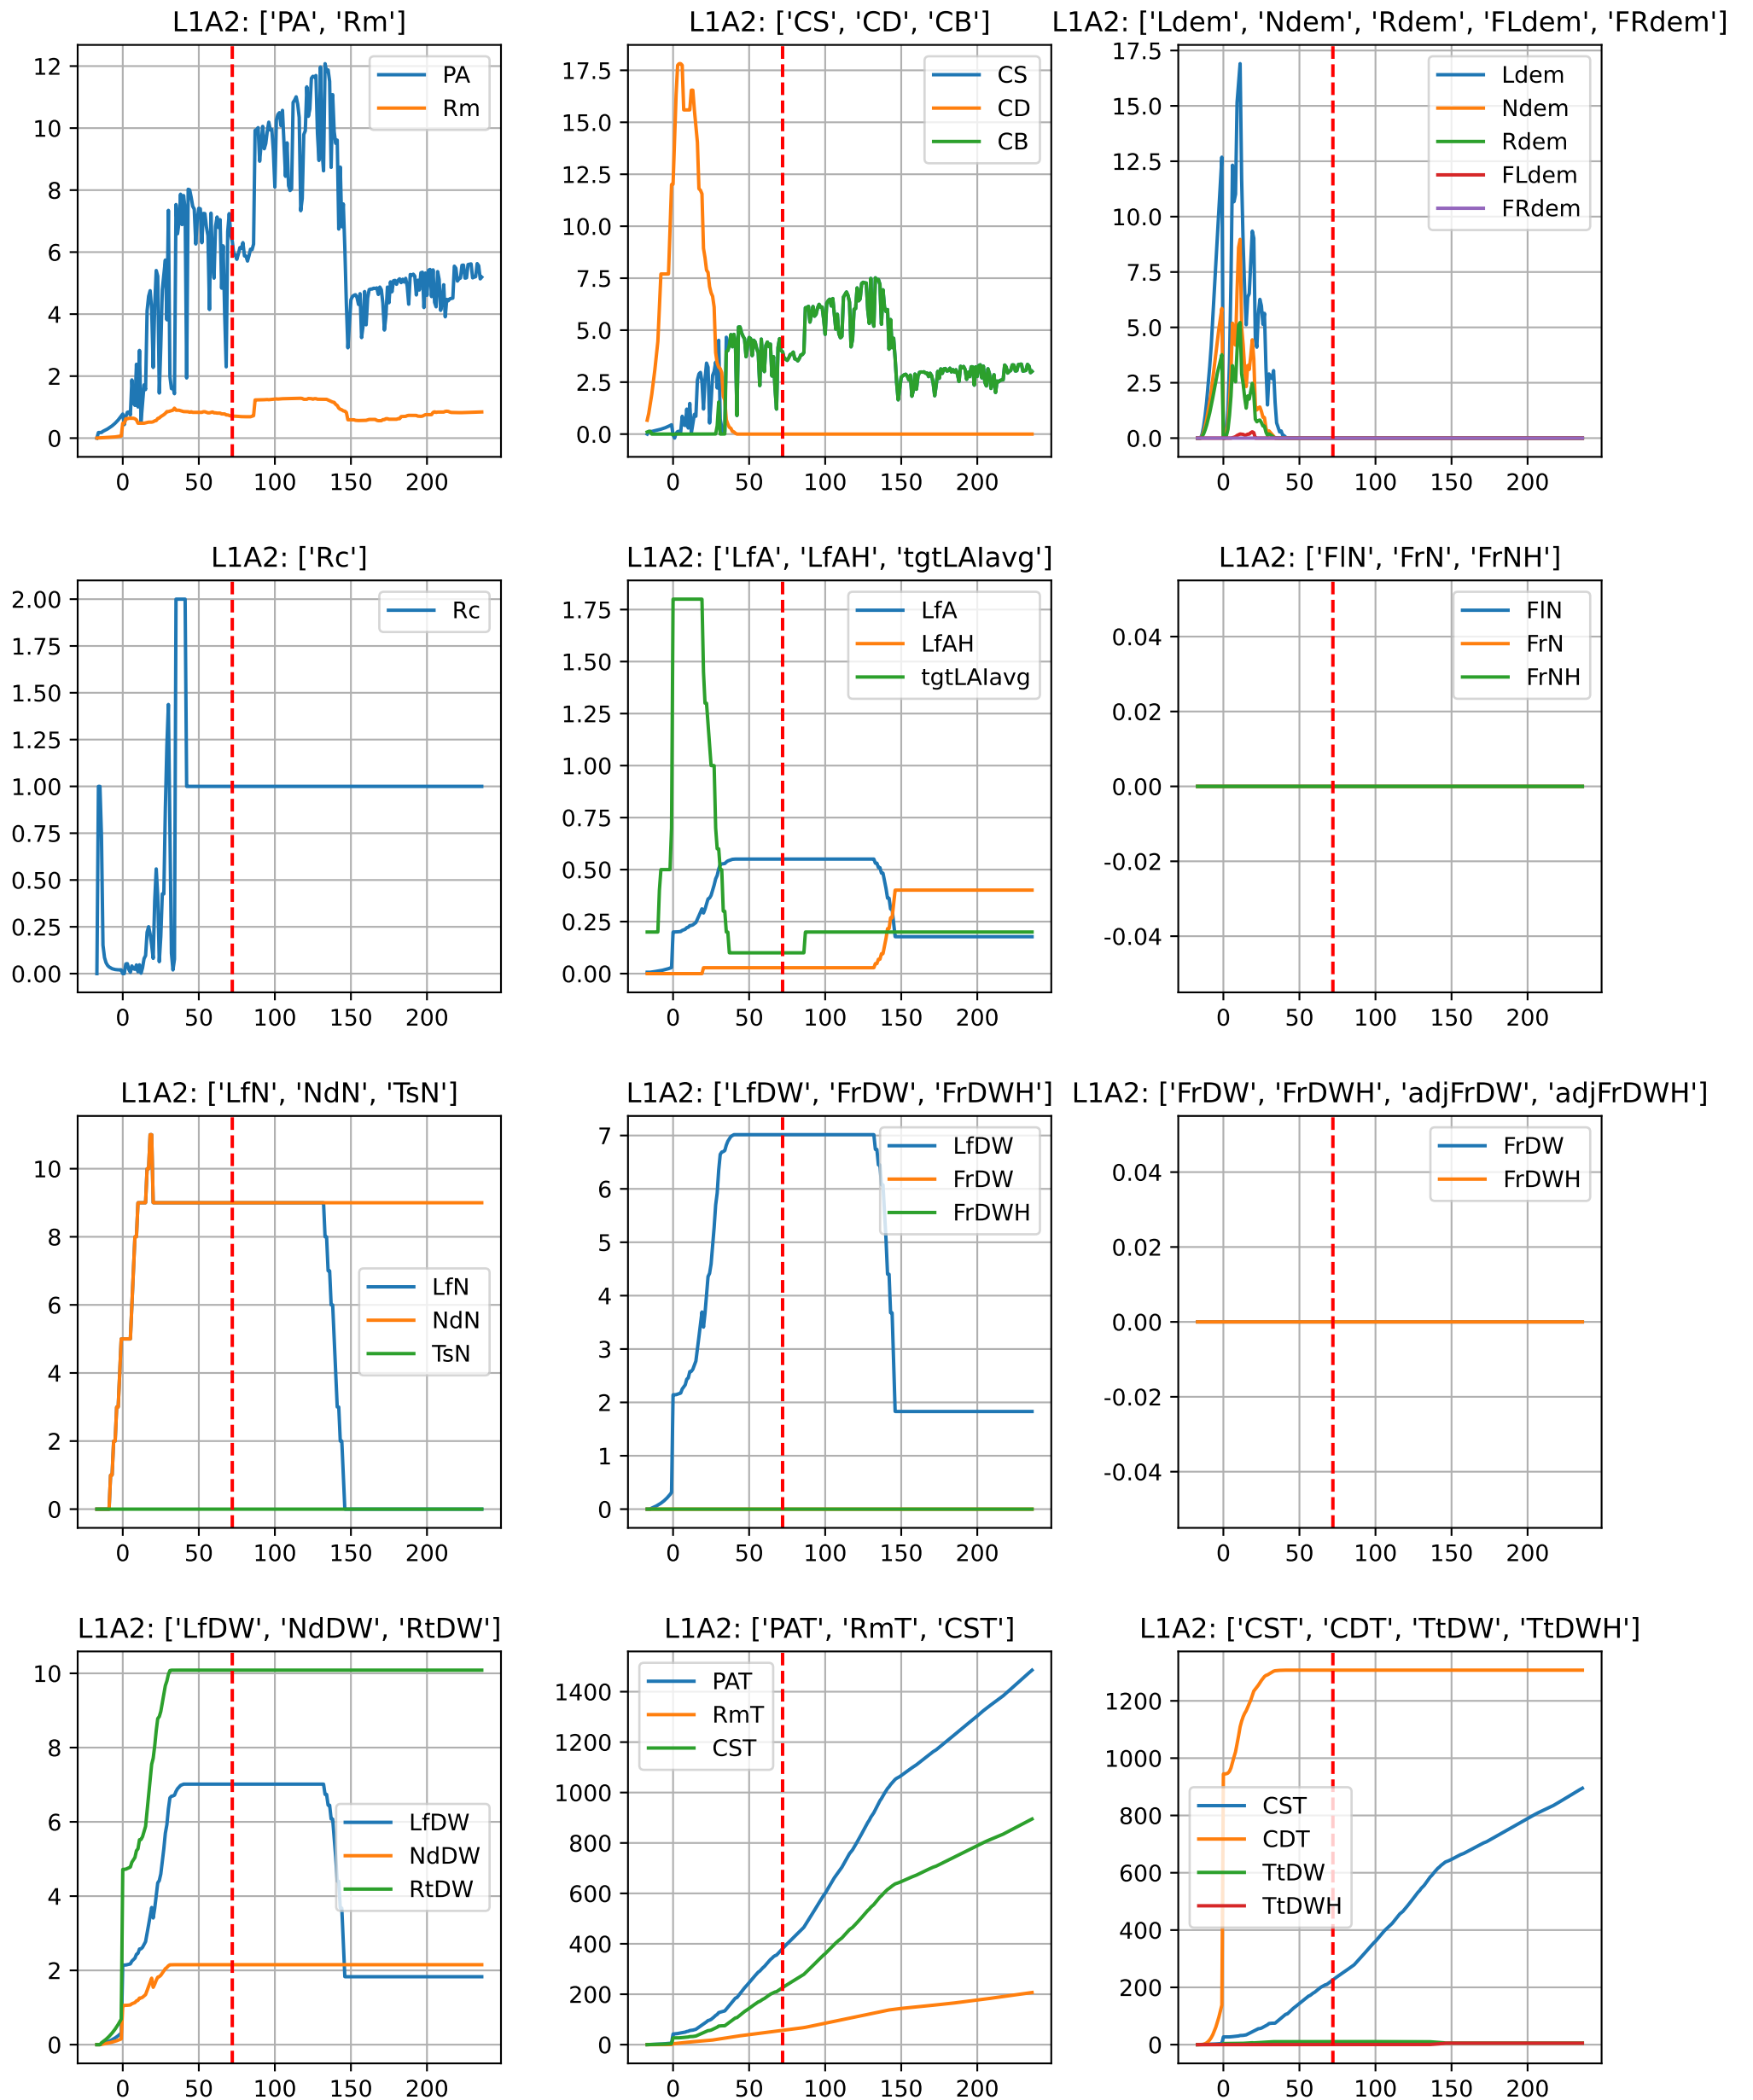 L1A2: ['PA', 'Rm']
12
10
8
6
4
2
0
0 50 100 150 200
PA
Rm
L1A2: ['CS', 'CD', 'CB']
17.5
15.0
12.5
10.0
7.5
5.0
2.5
0.0
0 50 100 150 200
CS
CD
CB
L1A2: ['Ldem', 'Ndem', 'Rdem', 'FLdem', 'FRdem']
17.5
15.0
12.5
10.0
7.5
5.0
2.5
0.0
0 50 100 150 200
Ldem
Ndem
Rdem
FLdem
FRdem
L1A2: ['Rc']
2.00
1.75
1.50
1.25
1.00
0.75
0.50
0.25
0.00
0 50 100 150 200
Rc
L1A2: ['LfA', 'LfAH', 'tgtLAIavg']
1.75
1.50
1.25
1.00
0.75
0.50
0.25
0.00
0 50 100 150 200
LfA
LfAH
tgtLAIavg
L1A2: ['FlN', 'FrN', 'FrNH']
0.04
0.02
0.00
-0.02
-0.04
0 50 100 150 200
FlN
FrN
FrNH
L1A2: ['LfN', 'NdN', 'TsN']
10
8
6
4
2
0
0 50 100 150 200
LfN
NdN
TsN
L1A2: ['LfDW', 'FrDW', 'FrDWH']
7
6
5
4
3
2
1
0
0 50 100 150 200
LfDW
FrDW
FrDWH
L1A2: ['FrDW', 'FrDWH', 'adjFrDW', 'adjFrDWH']
0.04
0.02
0.00
-0.02
-0.04
0 50 100 150 200
FrDW
FrDWH
L1A2: ['LfDW', 'NdDW', 'RtDW']
10
8
6
4
2
0
0 50 100 150 200
LfDW
NdDW
RtDW
L1A2: ['PAT', 'RmT', 'CST']
1400
1200
1000
800
600
400
200
0
0 50 100 150 200
PAT
RmT
CST
L1A2: ['CST', 'CDT', 'TtDW', 'TtDWH']
1200
1000
800
600
400
200
0
0 50 100 150 200
CST
CDT
TtDW
TtDWH